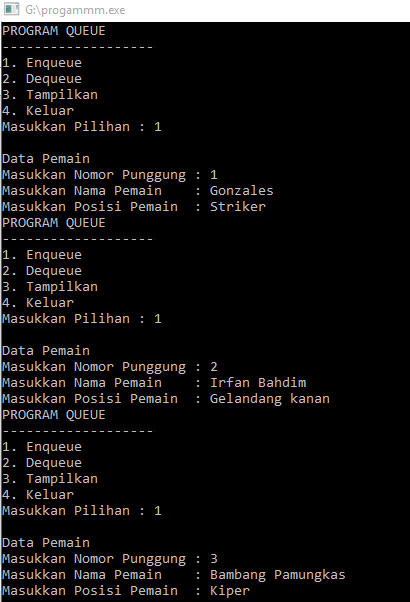 G:\progammm.exe
PROGRAM QUEUE
-------------------
1. Enqueue
2. Dequeue
3. Tampilkan
4. Keluar
Masukkan Pilihan : 1
Data Pemain
Masukkan Nomor Punggung : 1
Masukkan Nama Pemain    : Gonzales
Masukkan Posisi Pemain  : Striker
PROGRAM QUEUE
-------------------
1. Enqueue
2. Dequeue
3. Tampilkan
4. Keluar
Masukkan Pilihan : 1
Data Pemain
Masukkan Nomor Punggung : 2
Masukkan Nama Pemain    : Irfan Bahdim
Masukkan Posisi Pemain  : Gelandang kanan
PROGRAM QUEUE
-------------------
1. Enqueue
2. Dequeue
3. Tampilkan
4. Keluar
Masukkan Pilihan : 1
Data Pemain
Masukkan Nomor Punggung : 3
Masukkan Nama Pemain    : Bambang Pamungkas
Masukkan Posisi Pemain  : Kiper